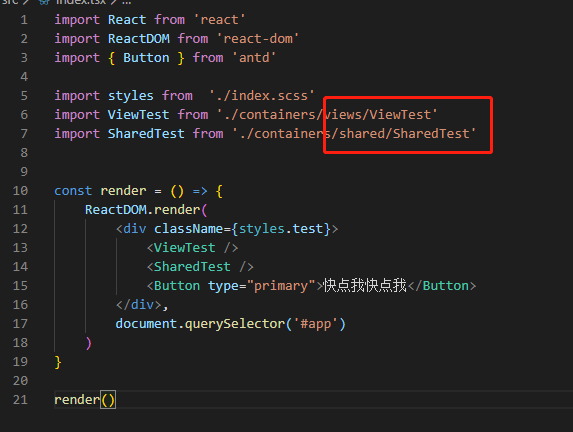 src > index.tsx > ...
1 import React from 'react'
2 import ReactDOM from 'react-dom'
3 import { Button } from 'antd'
4
5 import styles from  './index.scss'
6 import ViewTest from './containers/views/ViewTest'
7 import SharedTest from './containers/shared/SharedTest'
8
9
10 const render = () => {
11     ReactDOM.render(
12         <div className={styles.test}>
13             <ViewTest />
14             <SharedTest />
15             <Button type="primary">快点我快点我</Button>
16         </div>,
17         document.querySelector('#app')
18     )
19 }
20
21 render()